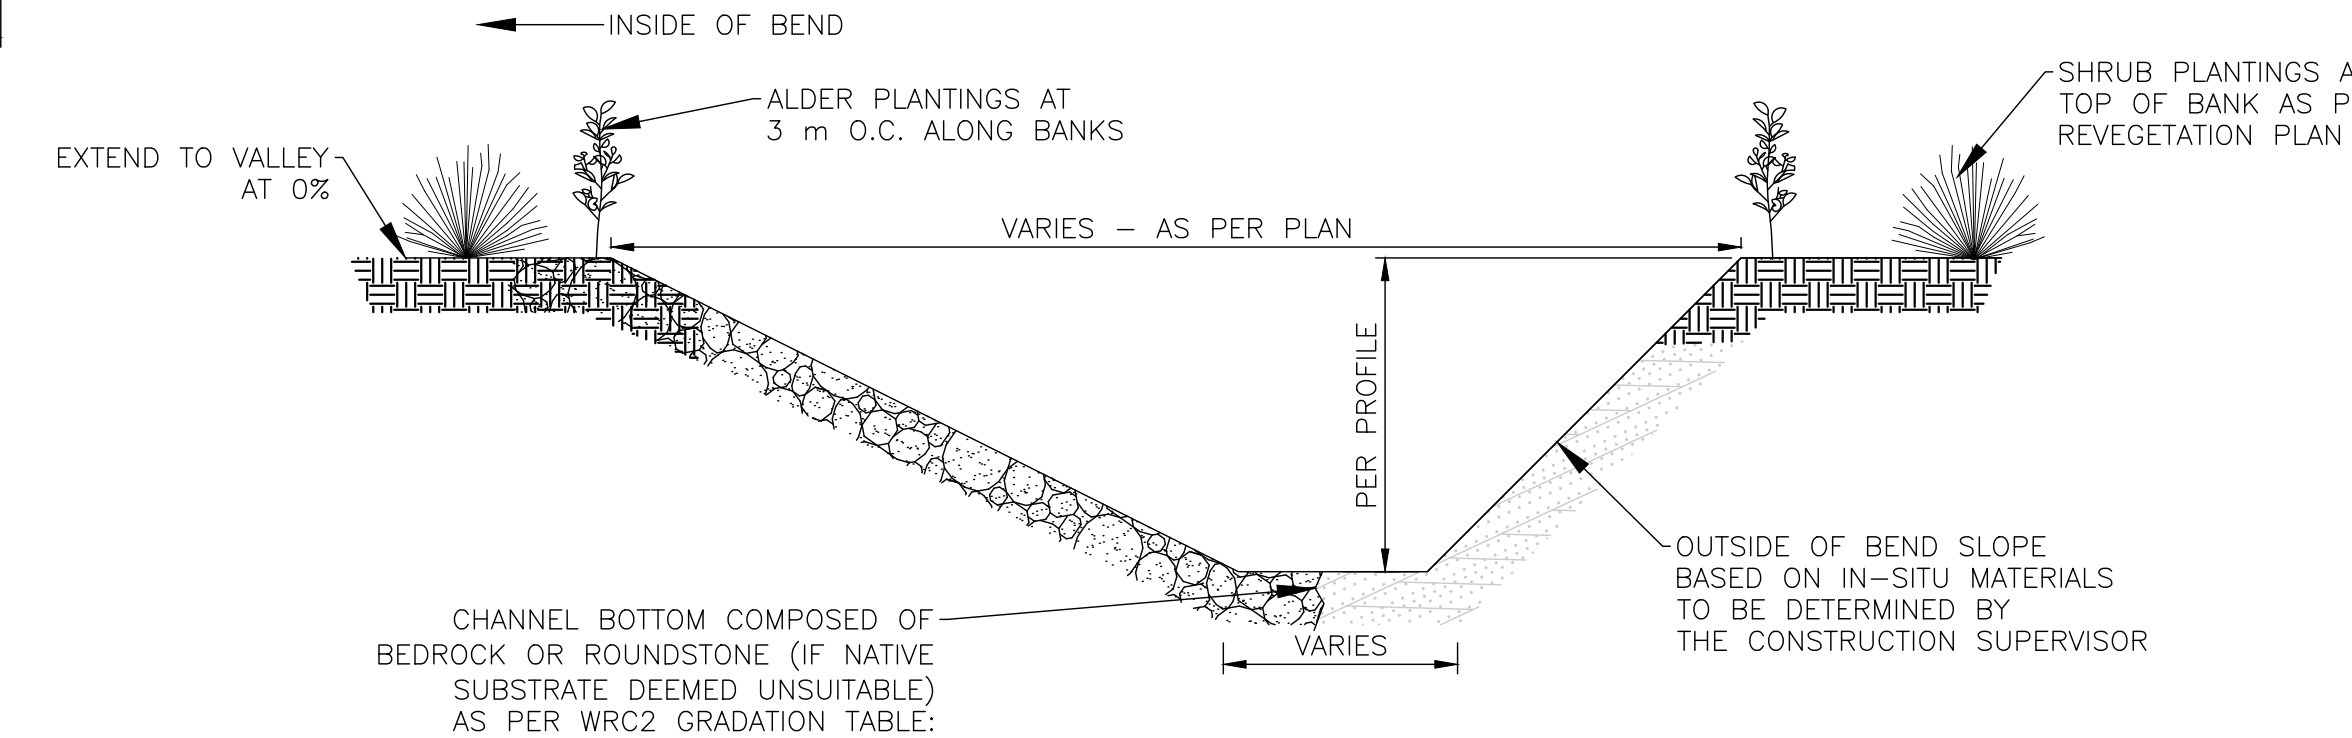 INSIDE OF BEND
ALDER PLANTINGS AT
3 m O.C. ALONG BANKS
SHRUB PLANTINGS
TOP OF BANK AS
REVEGETATION PLAN
EXTEND TO VALLEY
AT 0%
VARIES - AS PER PLAN
PER PROFILE
OUTSIDE OF BEND SLOPE
BASED ON IN-SITU MATERIALS
TO BE DETERMINED BY
THE CONSTRUCTION SUPERVISOR
CHANNEL BOTTOM COMPOSED OF
BEDROCK OR ROUNDSTONE (IF NATIVE
SUBSTRATE DEEMED UNSUITABLE)
AS PER WRC2 GRADATION TABLE:
VARIES